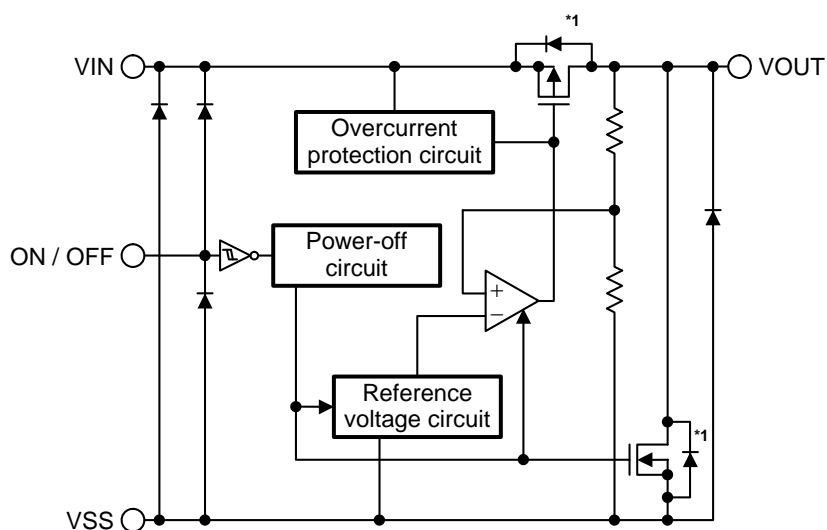 *1
VIN
VOUT
Overcurrent
protection circuit
ON / OFF
Power-off
circuit
+
−
Reference
voltage circuit
*1
VSS